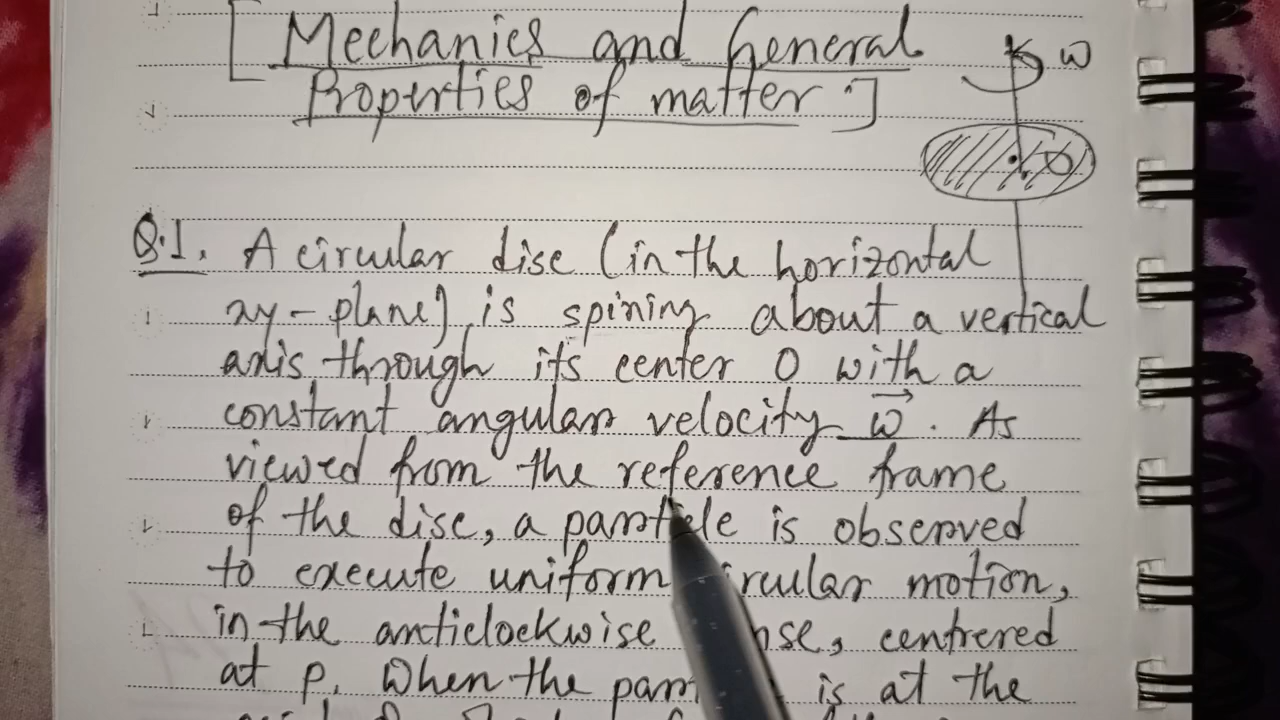 [Mechanics and General
Properties of matter.]
ω
O
Q.1. A circular disc (in the horizontal
xy-plane), is spining about a vertical
axis through its center O with a
constant angular velocity ω⃗. As
viewed from the reference frame
of the disc, a particle is observed
to execute uniform circular motion,
in the anticlockwise sense, centrered
at p. When the is at the